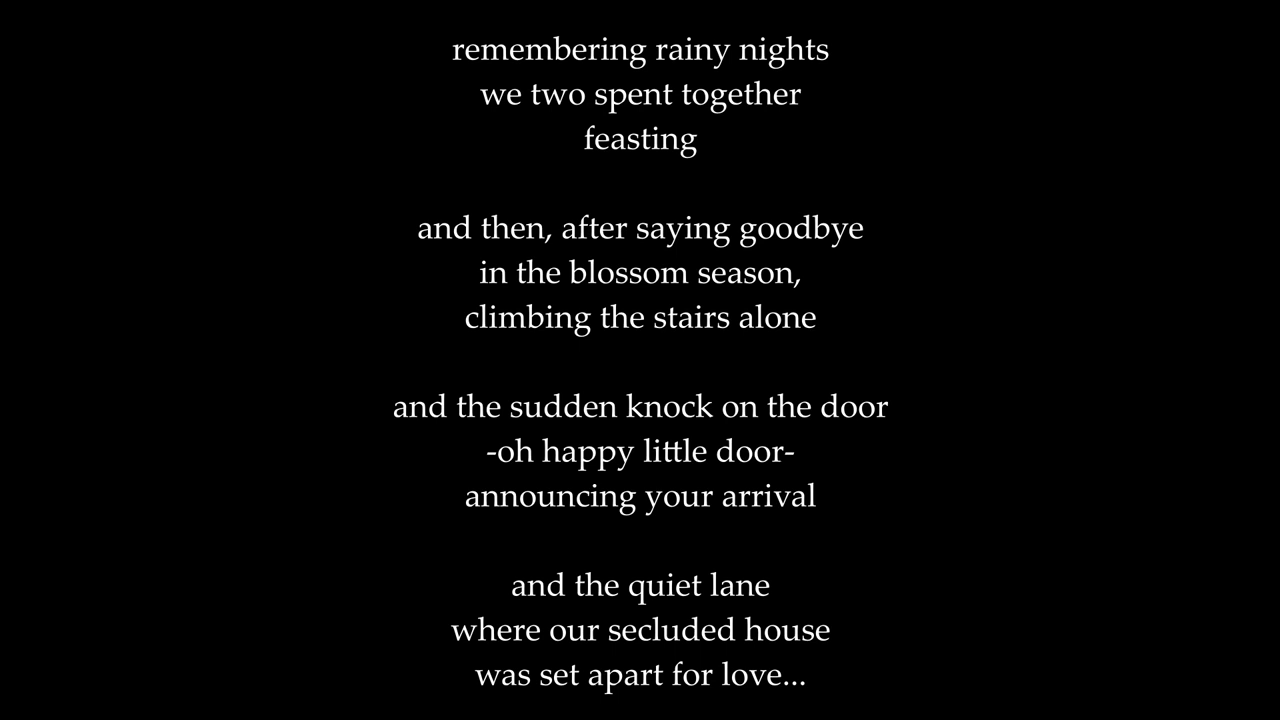 remembering rainy nights
we two spent together
feasting
and then, after saying goodbye
in the blossom season,
climbing the stairs alone
and the sudden knock on the door
-oh happy little door-
announcing your arrival
and the quiet lane
where our secluded house
was set apart for love...